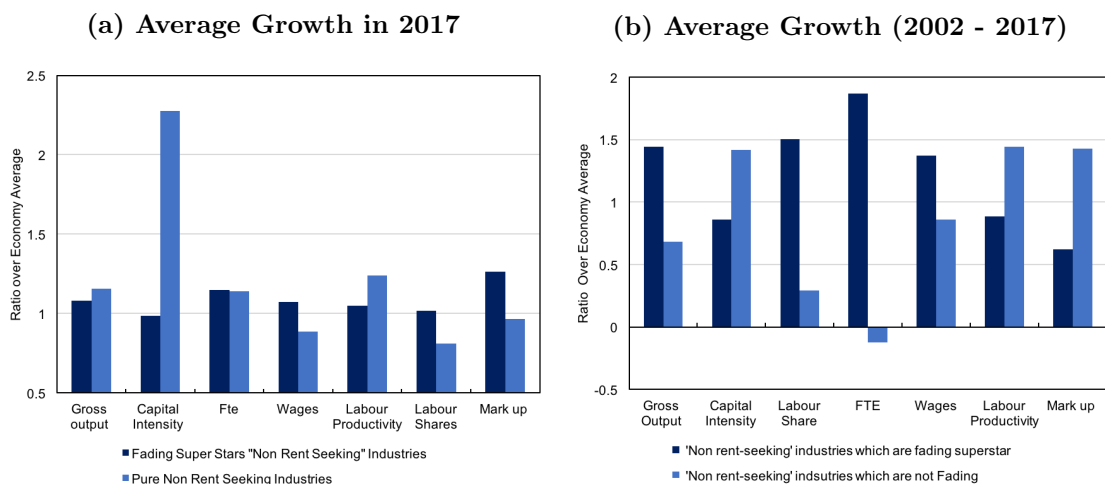 (a) Average Growth in 2017
2.5
2
1.5
1
0.5
Ratio over Economy Average
Gross output
Capital Intensity
Fte
Wages
Labour Productivity
Labour Shares
Mark up
Fading Super Stars "Non Rent Seeking" Industries
Pure Non Rent Seeking Industries
(b) Average Growth (2002 - 2017)
2
1.5
1
0.5
0
-0.5
Ratio Over Economy Average
Gross Output
Capital Intensity
Labour Share
FTE
Wages
Labour Productivity
Mark up
'Non rent-seeking' industries which are fading superstar
'Non rent-seeking' indsutries which are not Fading